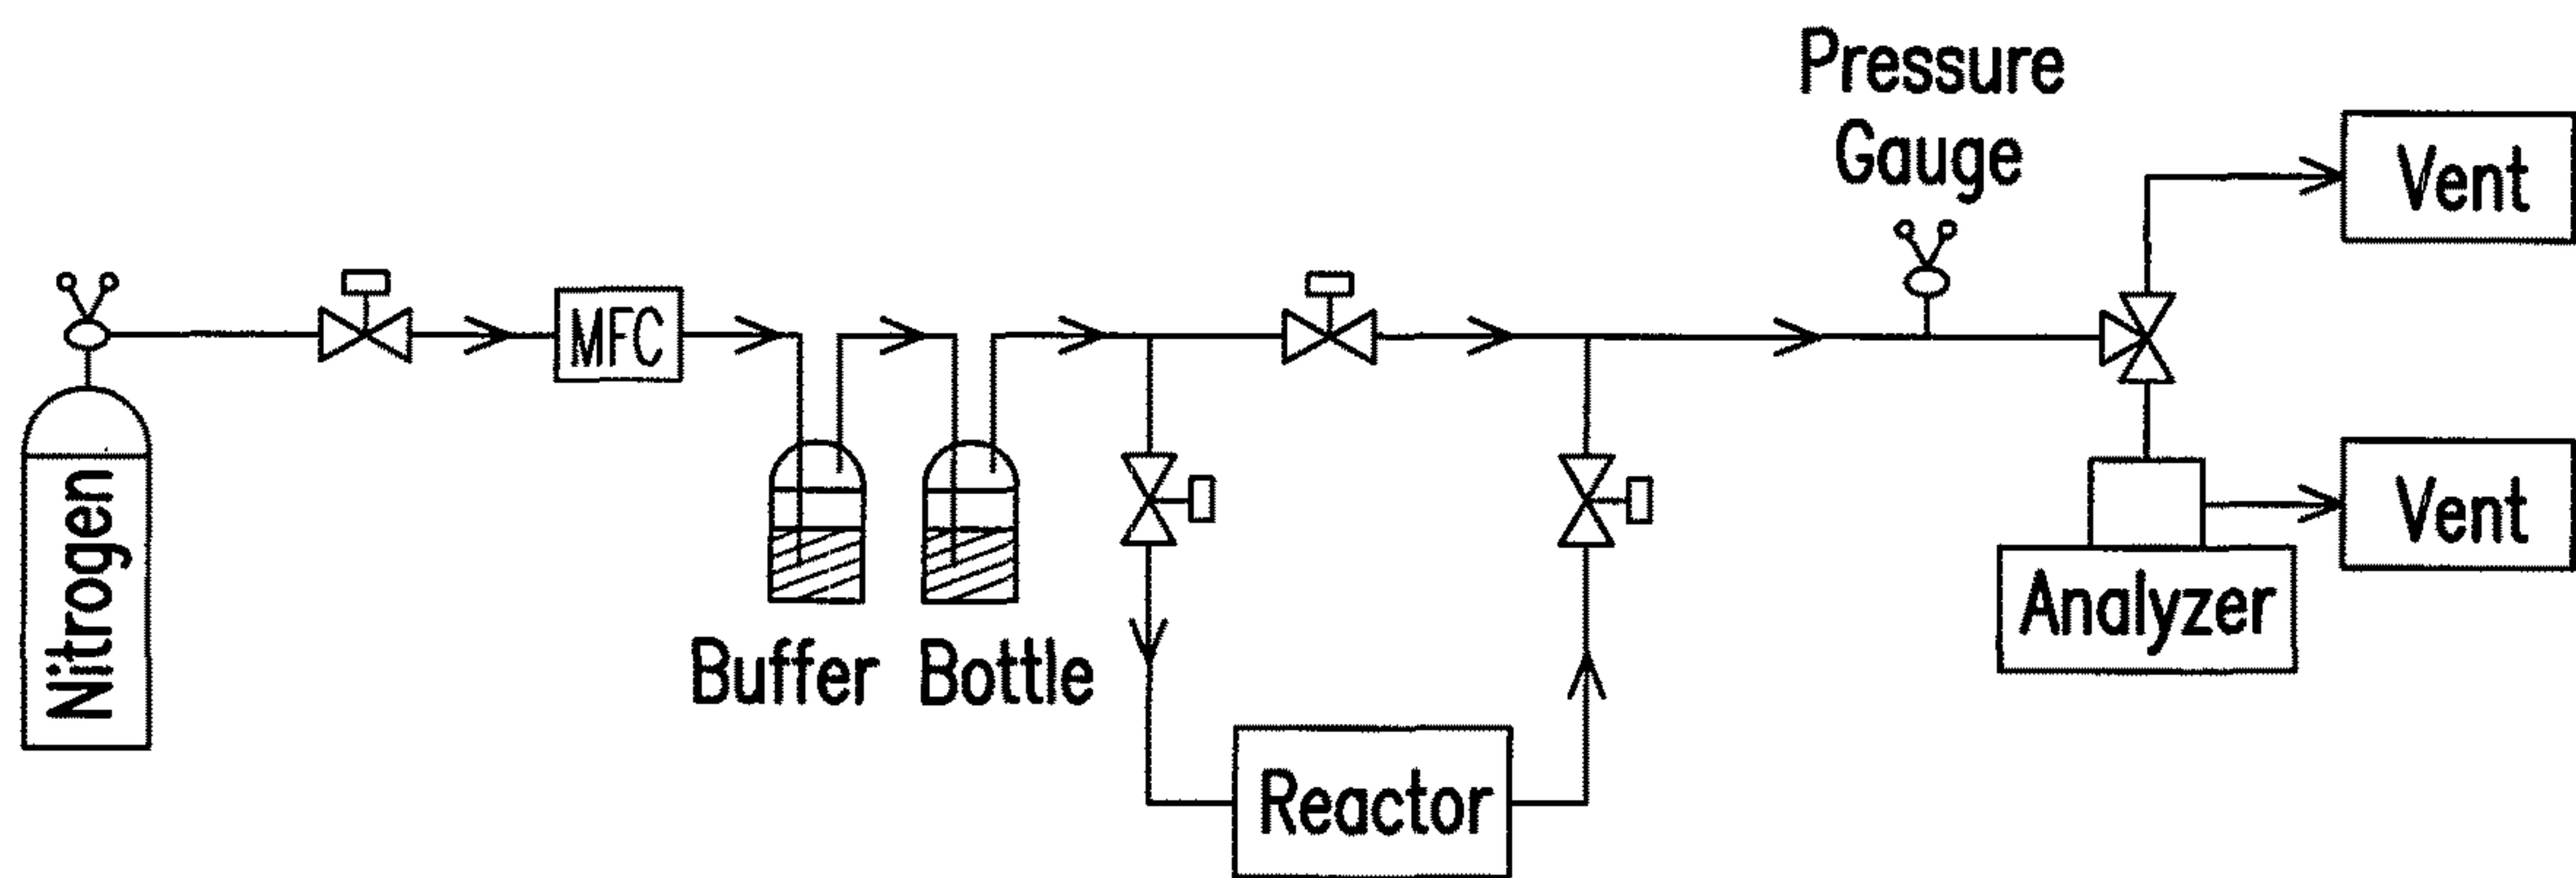 Pressure
Gauge
Vent
MFC
Nitrogen
Buffer Bottle
Vent
Analyzer
Reactor